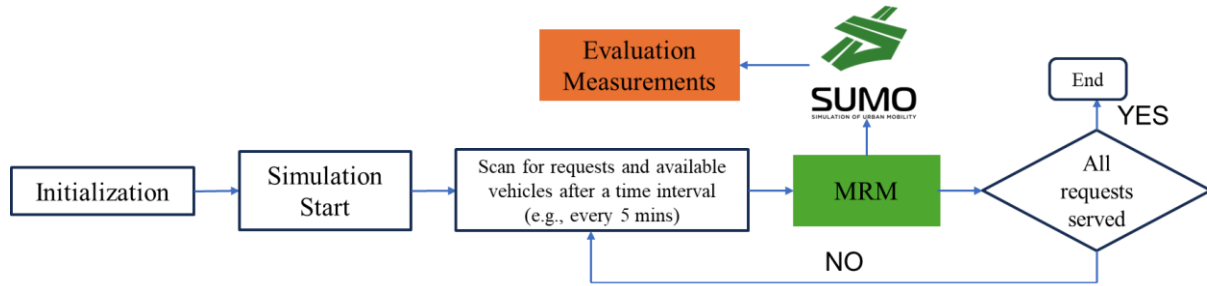 Evaluation
Measurements
SUMO
SIMULATION OF URBAN MOBILITY
End
YES
Initialization
Simulation
Start
Scan for requests and available
vehicles after a time interval
(e.g., every 5 mins)
MRM
All
requests
served
NO